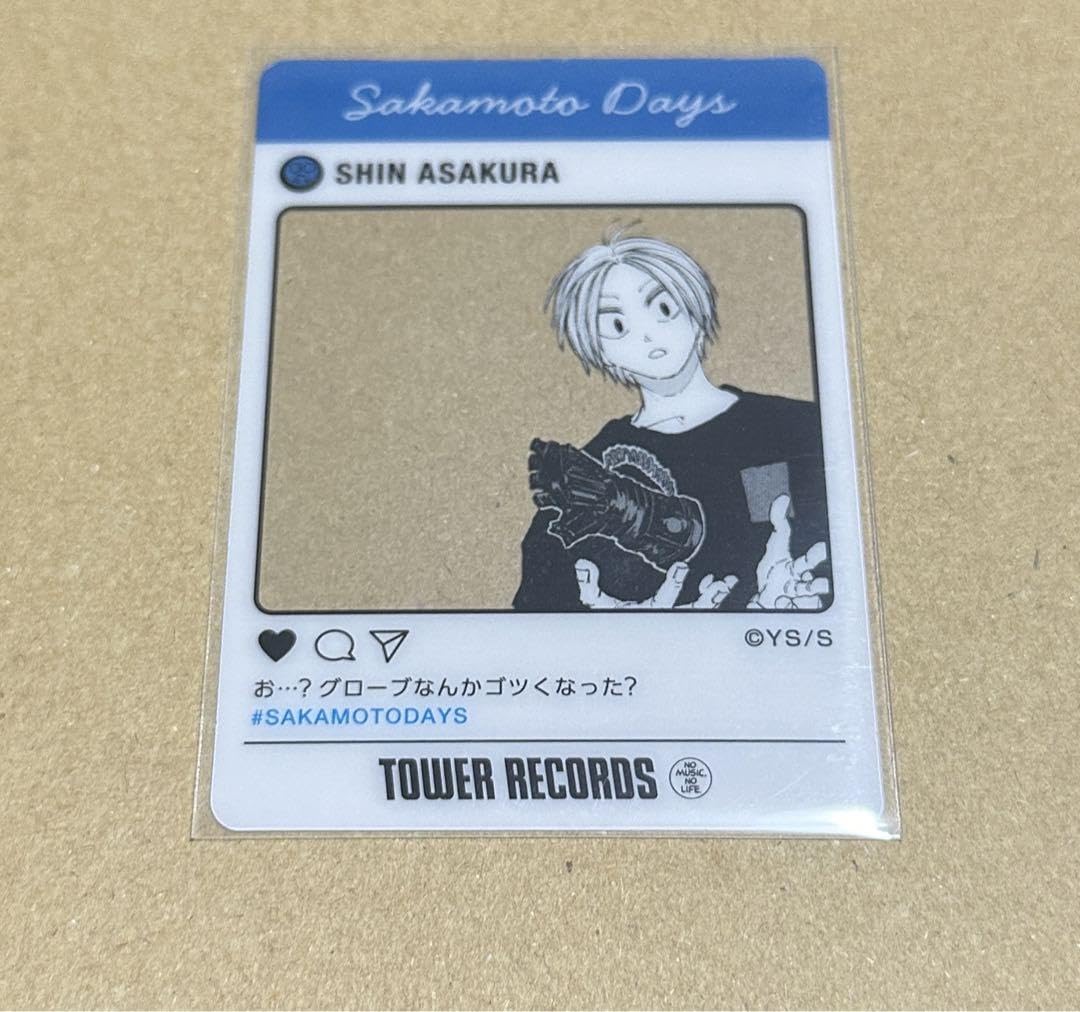 Sakamoto Days
SHIN ASAKURA
©YS/S
お…?グローブなんかゴツくなった?
#SAKAMOTODAYS
TOWER RECORDS
NO
MUSIC.
NO
LIFE.